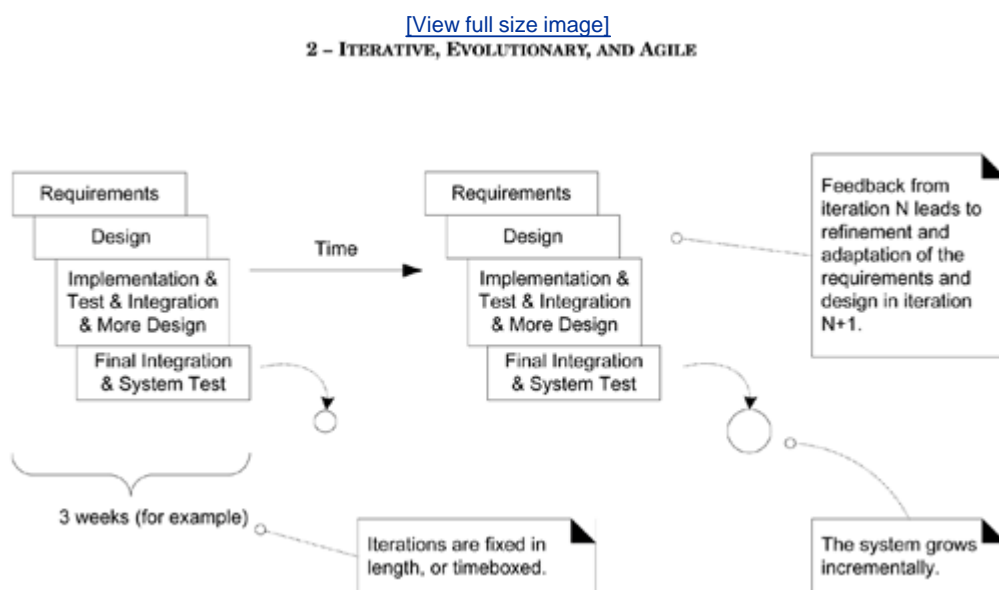 [View full size image]
2 – ITERATIVE, EVOLUTIONARY, AND AGILE
Requirements
Design
Implementation &
Test & Integration
& More Design
Final Integration
& System Test
Time
Requirements
Design
Implementation &
Test & Integration
& More Design
Final Integration
& System Test
Feedback from
iteration N leads to
refinement and
adaptation of the
requirements and
design in iteration
N+1.
3 weeks (for example)
Iterations are fixed in
length, or timeboxed.
The system grows
incrementally.